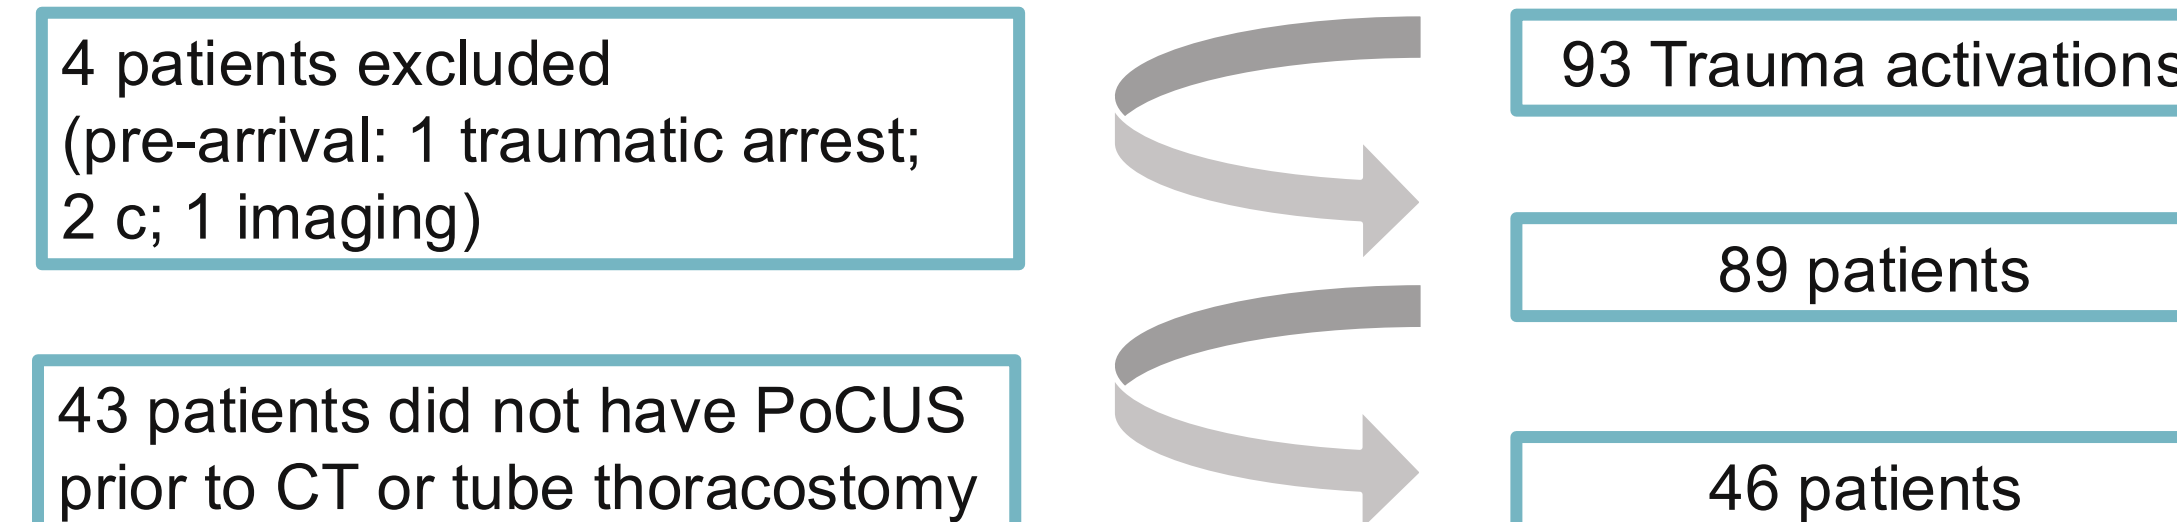 4 patients excluded
(pre-arrival: 1 traumatic arrest;
2 c; 1 imaging)
43 patients did not have PoCUS
prior to CT or tube thoracostomy
93 Trauma activations
89 patients
46 patients